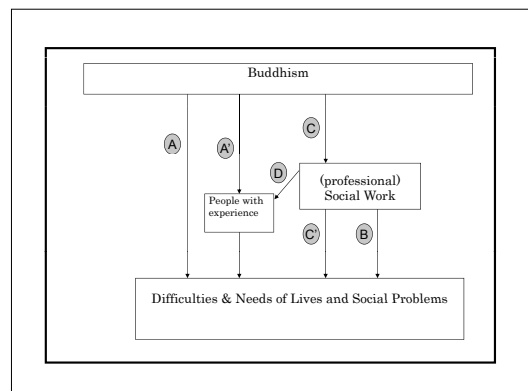 Buddhism
C
A
A'
D
(professional)
Social Work
People with
experience
C'
B
Difficulties & Needs of Lives and Social Problems